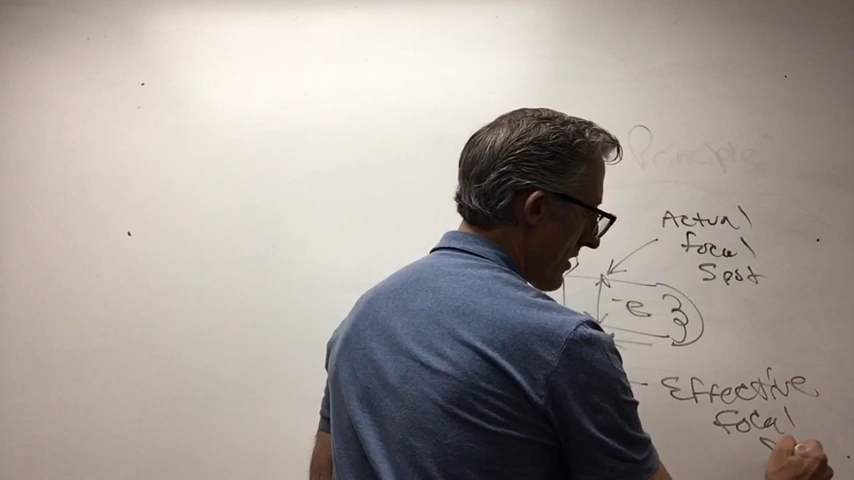 Principle
Actual
focal
Spot
-e
Effective
focal